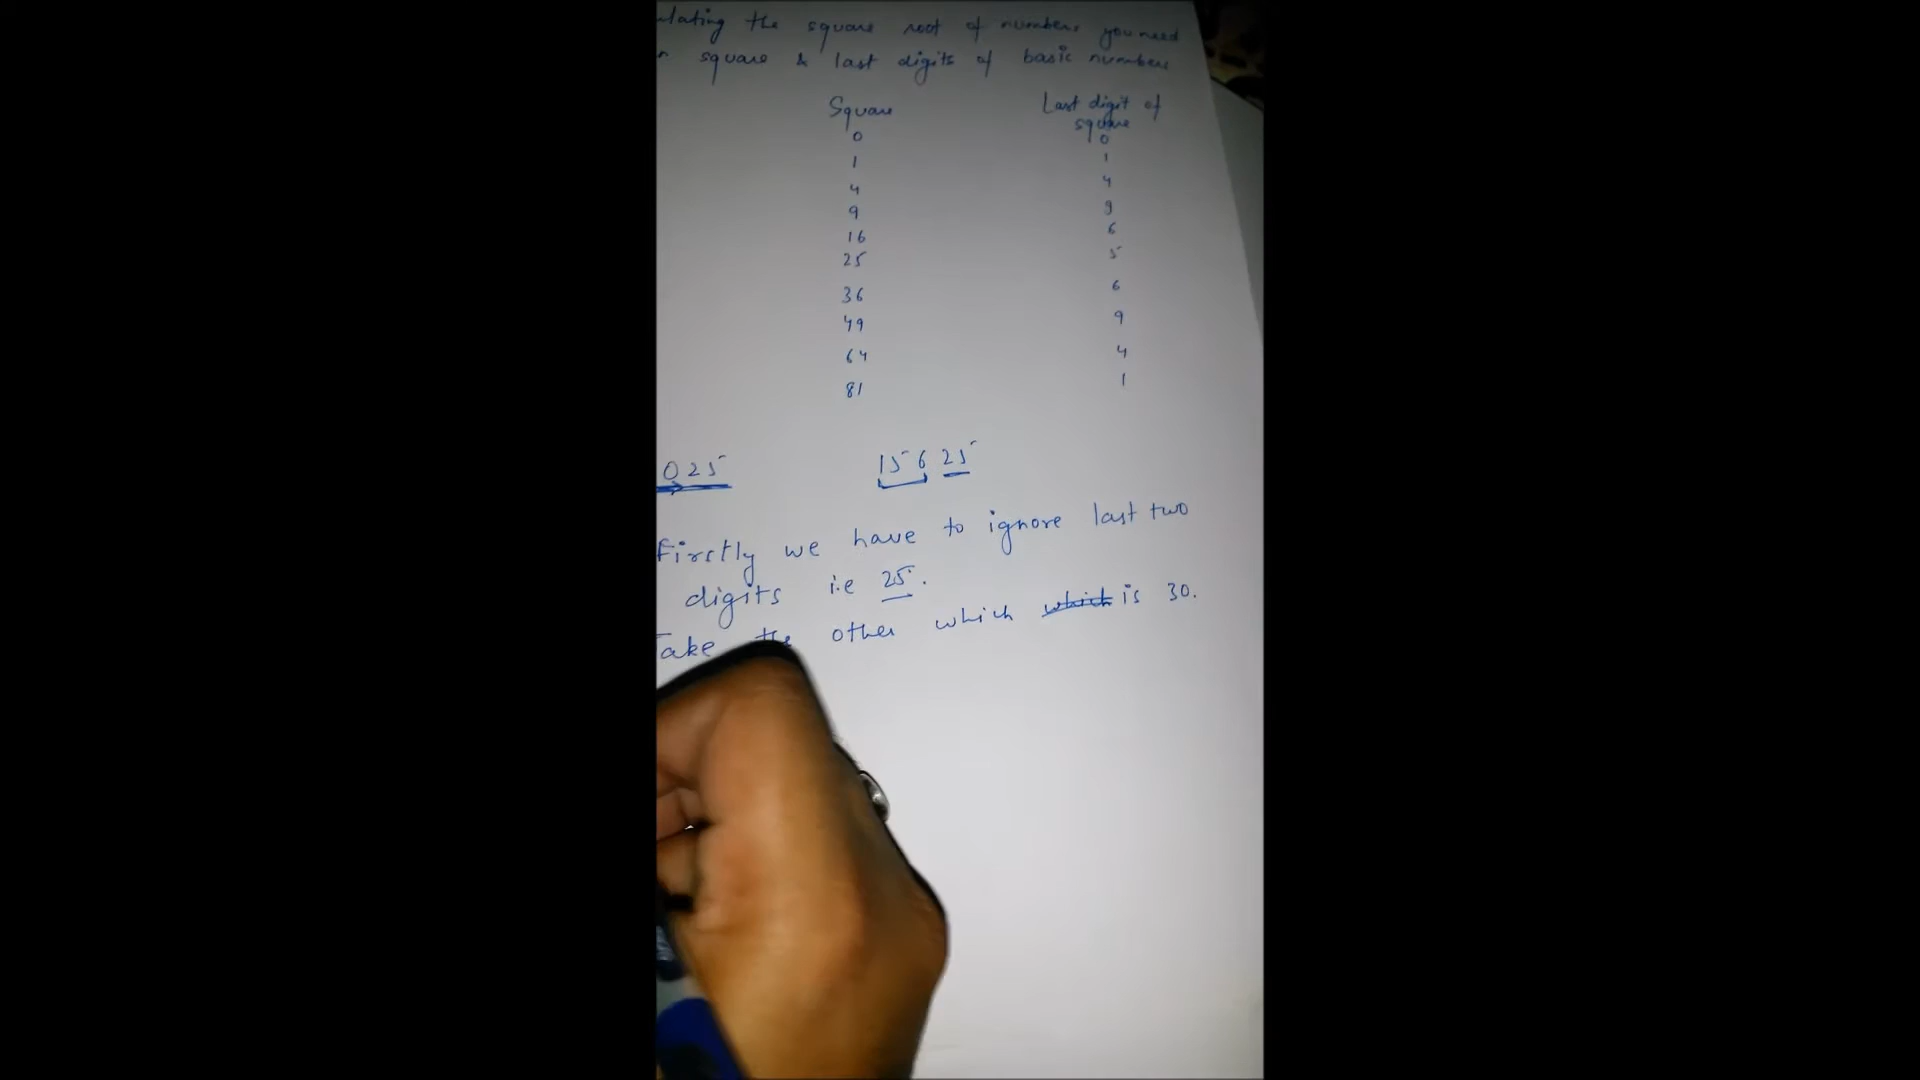 the square root of numbers you need
square & last digits of basic numbers
Square Last digit of
square
0 0
1 1
4 4
9 9
16 6
25 5
36 6
49 9
64 4
81 1
025 156 25
Firstly we have to ignore last two
digits i.e 25.
Take the other which which is 30.